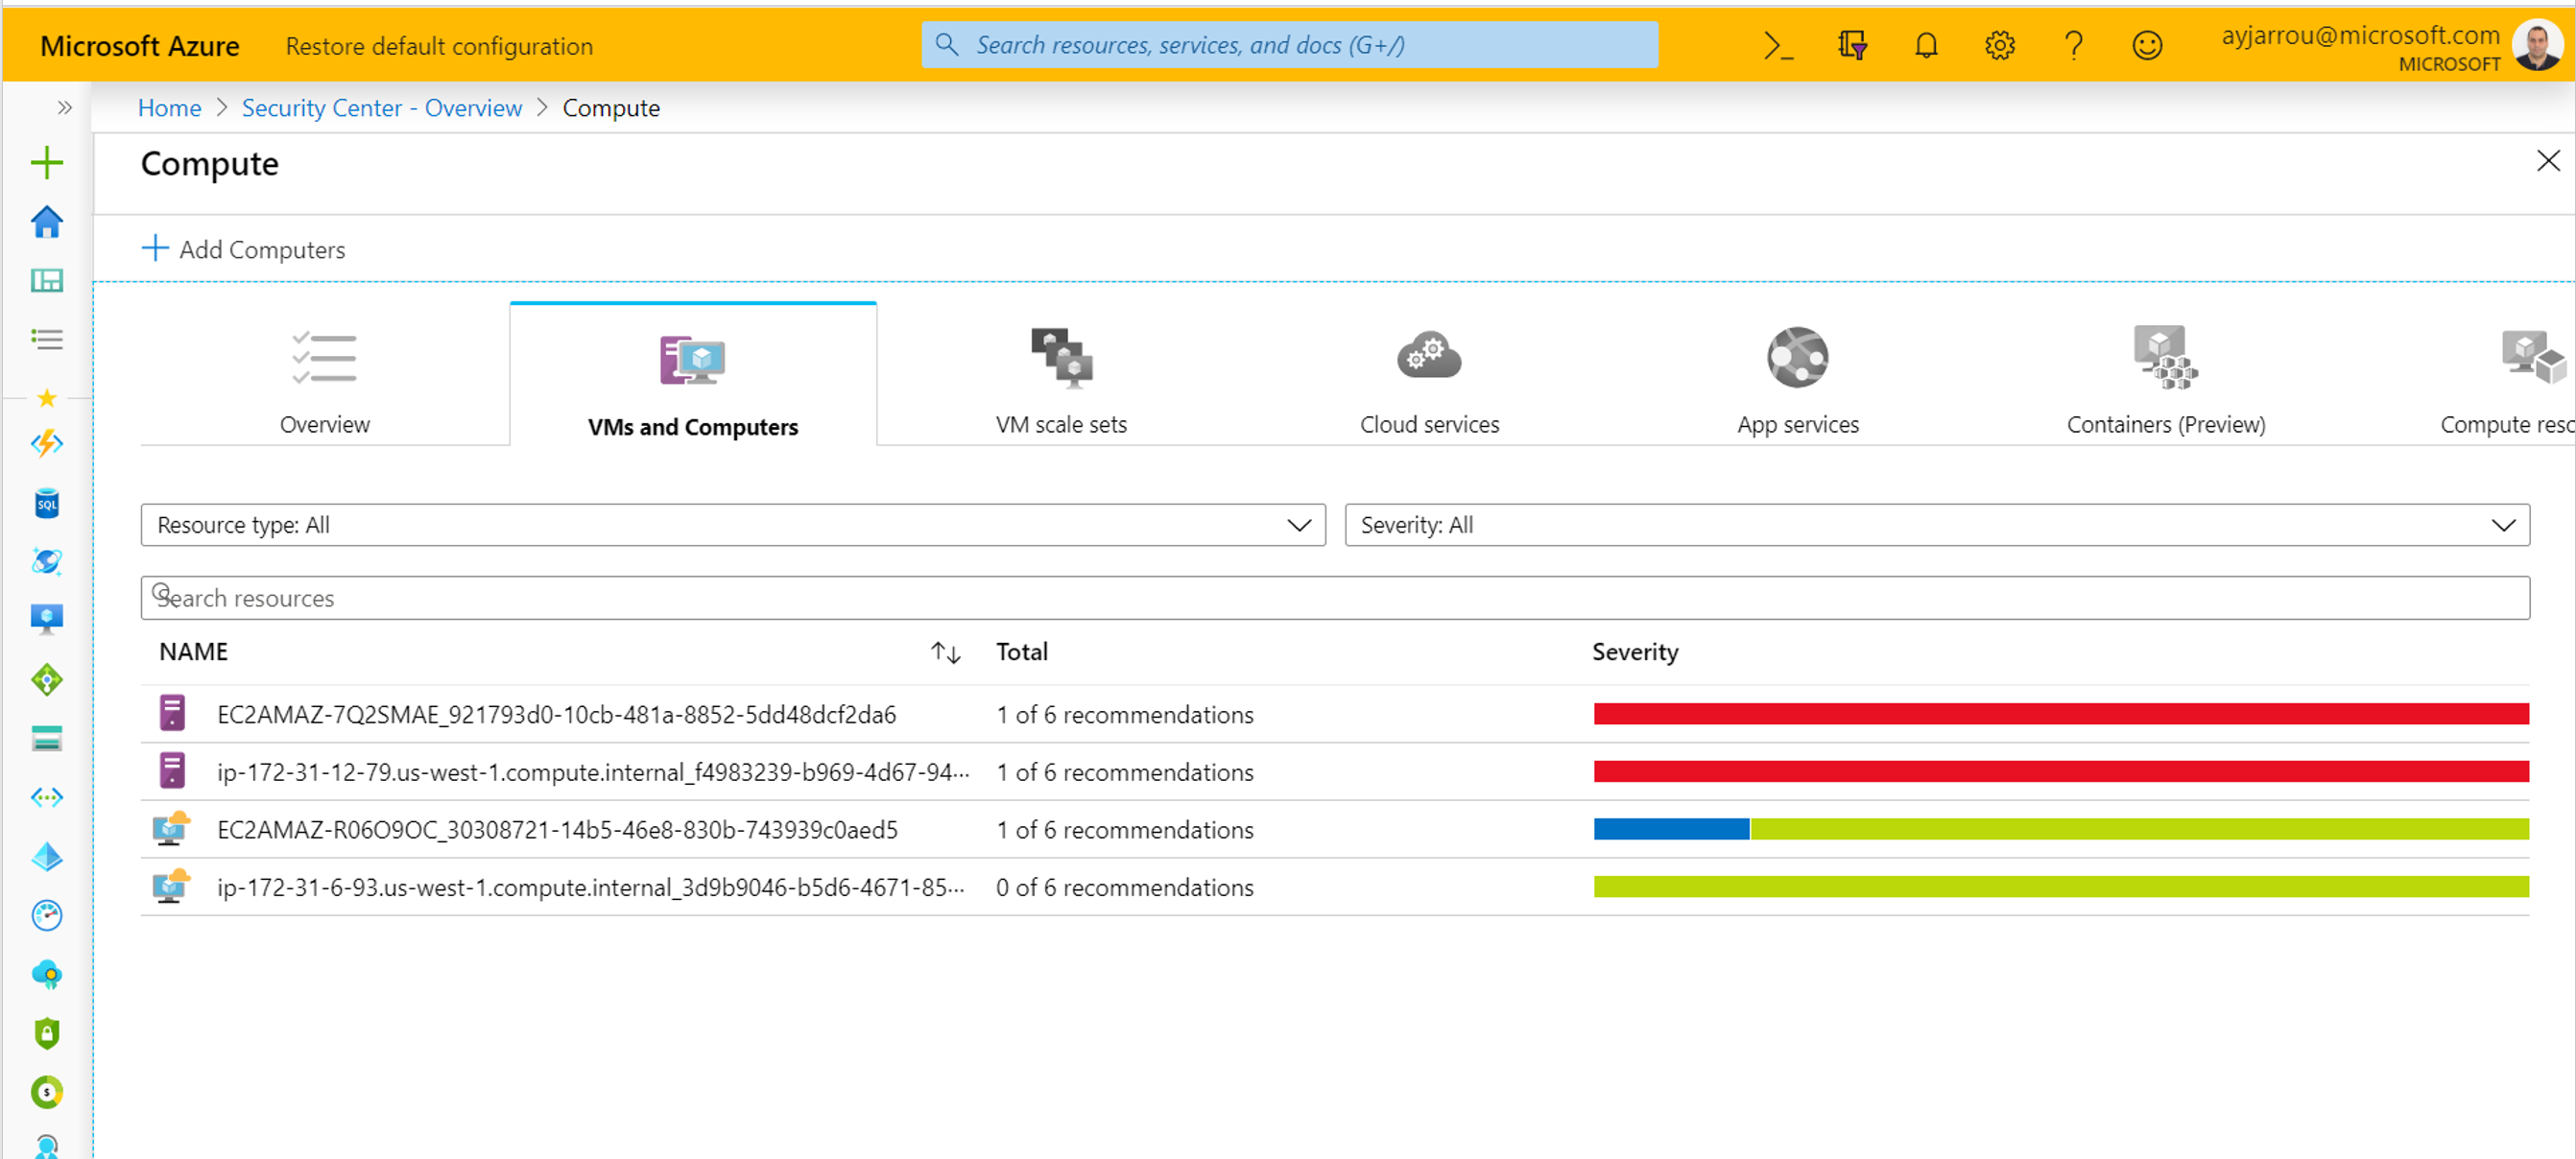 Microsoft Azure
Restore default configuration
Search resources, services, and docs (G+/)
ayjarrou@microsoft.com
MICROSOFT
Home > Security Center - Overview > Compute
Compute
Add Computers
Overview
VMs and Computers
VM scale sets
Cloud services
App services
Containers (Preview)
Compute resc
Resource type: All
Severity: All
Search resources
NAME Total Severity
EC2AMAZ-7Q2SMAE_921793d0-10cb-481a-8852-5dd48dcf2da6 1 of 6 recommendations
ip-172-31-12-79.us-west-1.compute.internal_f4983239-b969-4d67-94... 1 of 6 recommendations
EC2AMAZ-R06O9OC_30308721-14b5-46e8-830b-743939c0aed5 1 of 6 recommendations
ip-172-31-6-93.us-west-1.compute.internal_3d9b9046-b5d6-4671-85... 0 of 6 recommendations
SQL